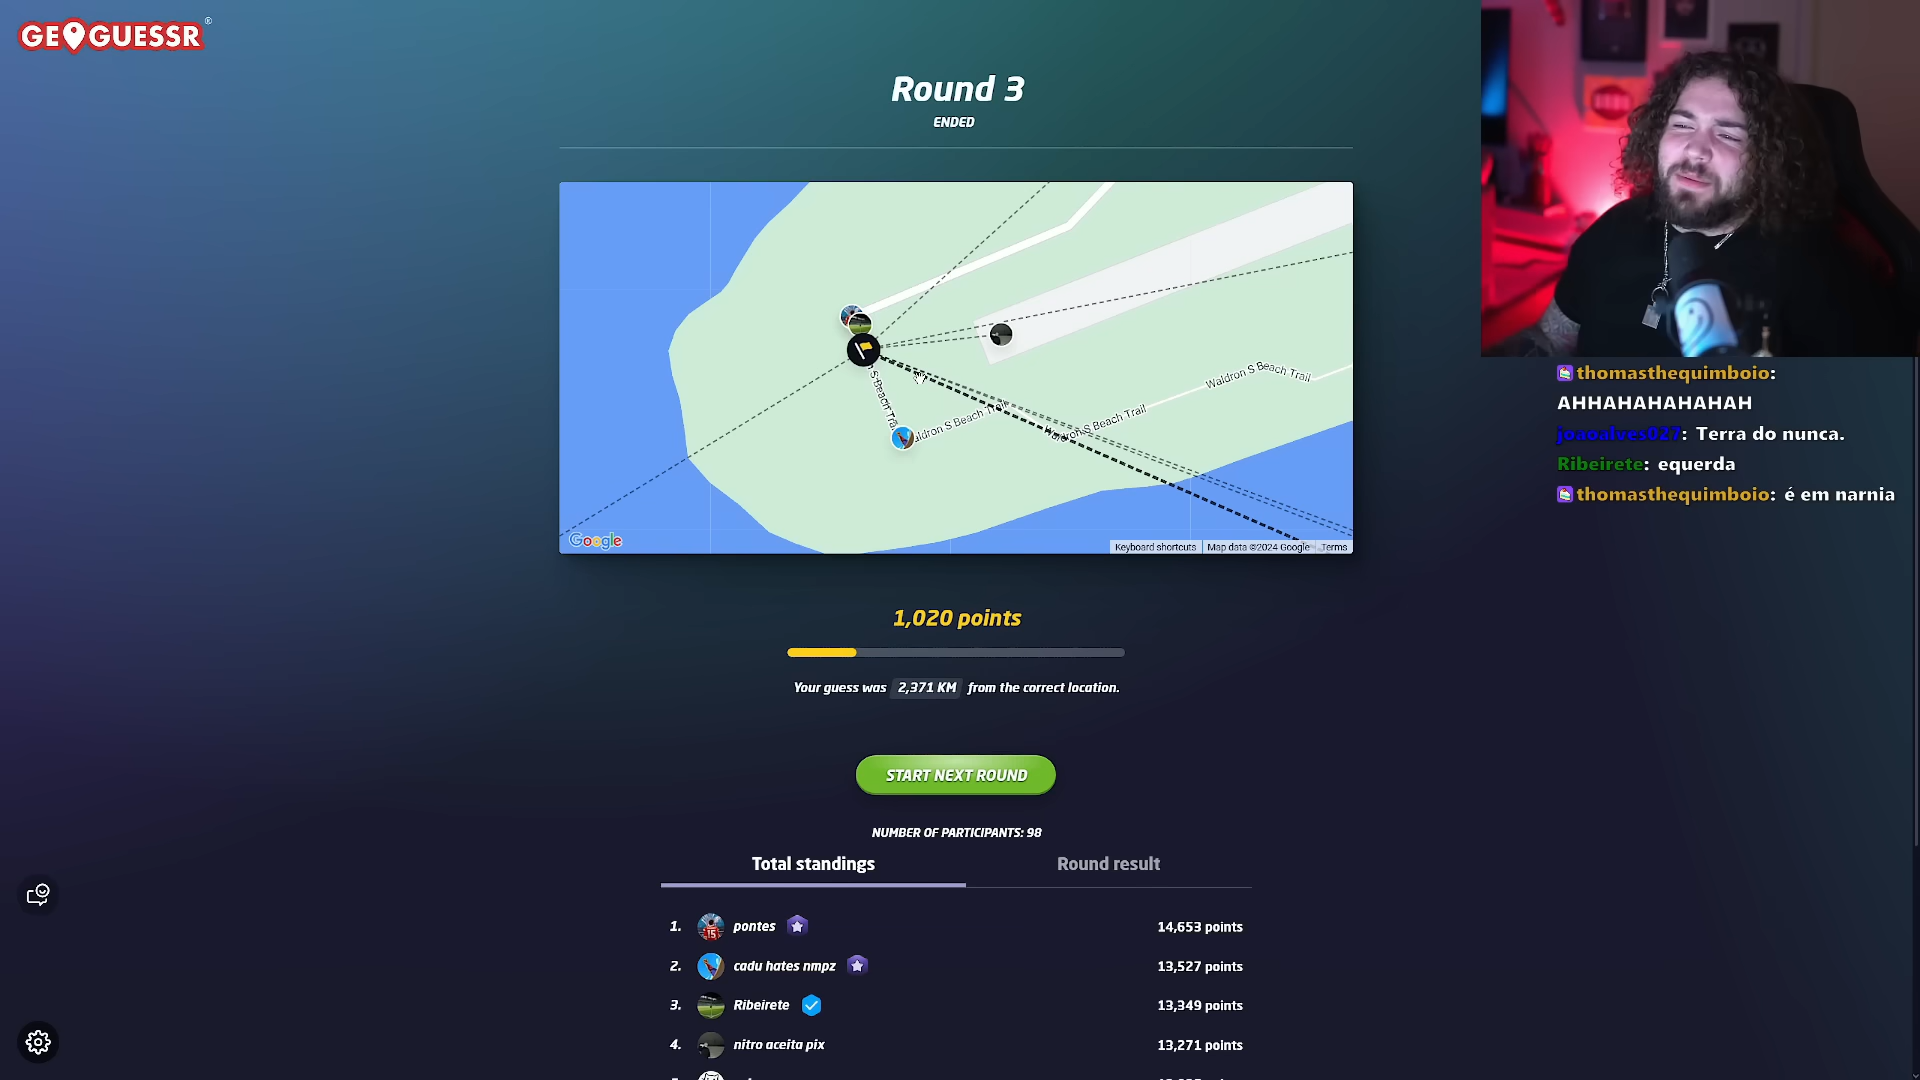 GEOGUESSR
Round 3
ENDED
S Beach Trail
Waldron S Beach Trail
Waldron S Beach Trail
Waldron S Beach Trail
Google
Keyboard shortcuts
Map data ©2024 Google
Terms
1,020 points
Your guess was 2,371 KM from the correct location.
START NEXT ROUND
NUMBER OF PARTICIPANTS: 98
Total standings
Round result
1. pontes 14,653 points
2. cadu hates nmpz 13,527 points
3. Ribeirete 13,349 points
4. nitro aceita pix 13,271 points
thomasthequimboio:
AHHAHAHAHAHAH
joaoalves027: Terra do nunca.
Ribeirete: equerda
thomasthequimboio: é em narnia